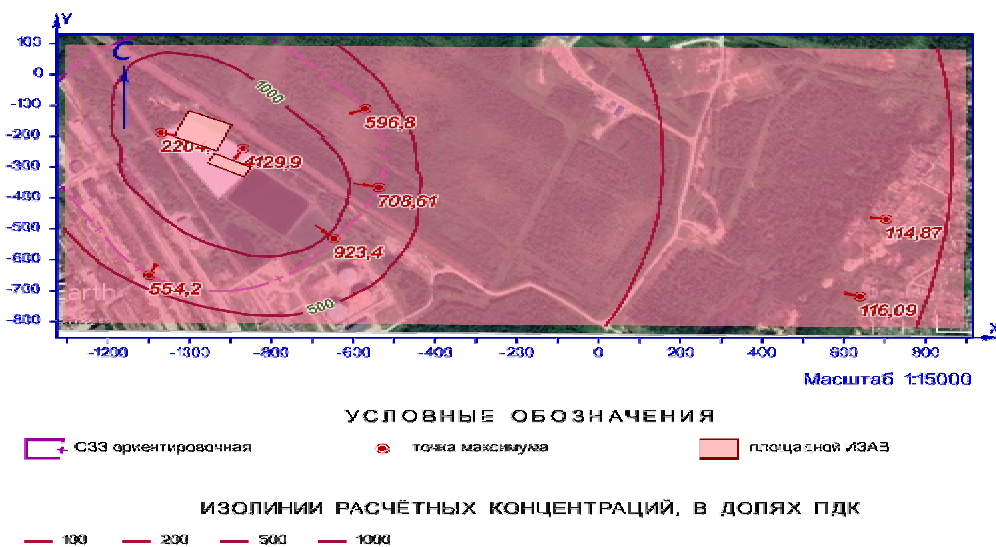 Y
100
С
0
1000
-100
596,8
-200
4129,9
-300
708,61
-400
114,87
-500
923,4
-600
554,2
-700
500
116,09
-800
X
-1200 -1000 -800 -600 -400 -200 0 200 400 600 800
Масштаб 1:15000
УСЛОВНЫЕ ОБОЗНАЧЕНИЯ
СЗЗ ориентировочная
точка максимума
площадной ИЗАВ
ИЗОЛИНИИ РАСЧЁТНЫХ КОНЦЕНТРАЦИЙ, В ДОЛЯХ ПДК
100 200 500 1000